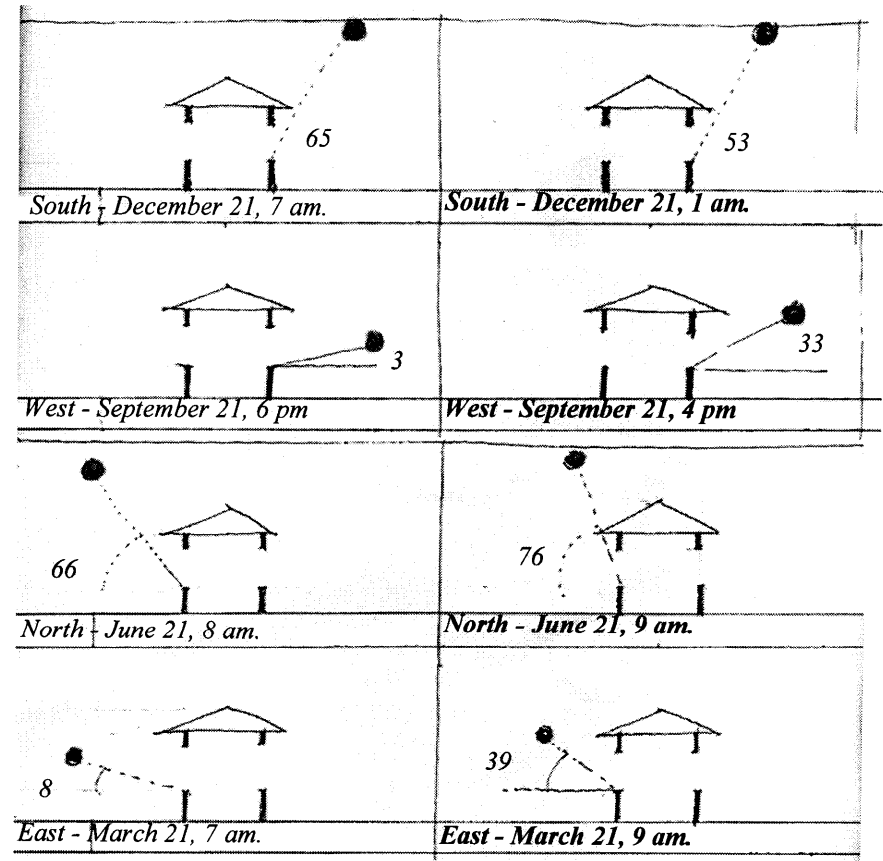 65
53
South - December 21, 7 am.
South - December 21, 1 am.
3
33
West - September 21, 6 pm
West - September 21, 4 pm
66
76
North - June 21, 8 am.
North - June 21, 9 am.
8
39
East - March 21, 7 am.
East - March 21, 9 am.